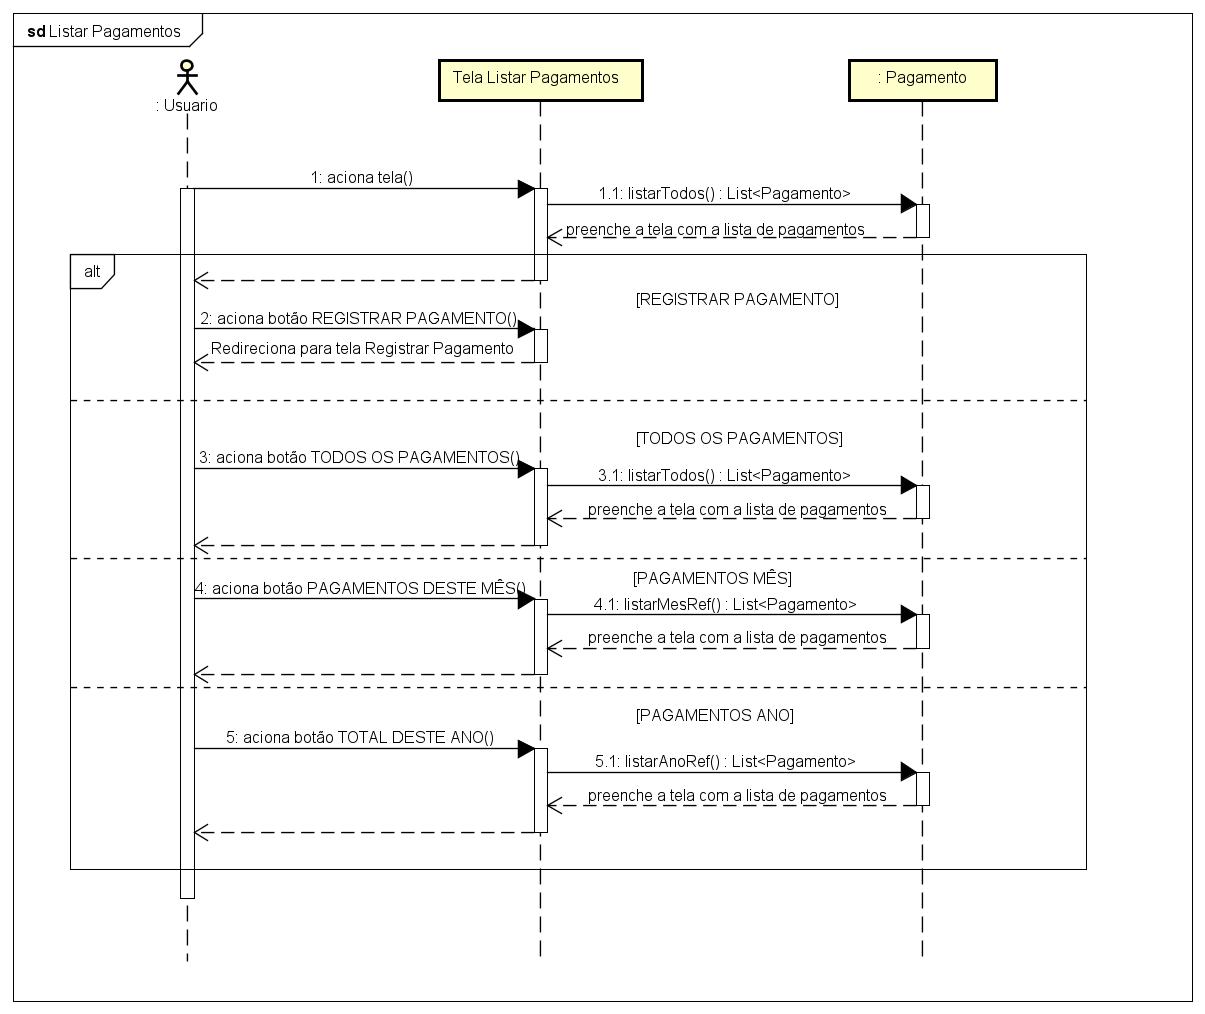 sd Listar Pagamentos
: Usuario
Tela Listar Pagamentos
: Pagamento
1: aciona tela()
1.1: listarTodos() : List<Pagamento>
preenche a tela com a lista de pagamentos
alt
[REGISTRAR PAGAMENTO]
2: aciona botão REGISTRAR PAGAMENTO()
Redireciona para tela Registrar Pagamento
[TODOS OS PAGAMENTOS]
3: aciona botão TODOS OS PAGAMENTOS()
3.1: listarTodos() : List<Pagamento>
preenche a tela com a lista de pagamentos
[PAGAMENTOS MÊS]
4: aciona botão PAGAMENTOS DESTE MÊS()
4.1: listarMesRef() : List<Pagamento>
preenche a tela com a lista de pagamentos
[PAGAMENTOS ANO]
5: aciona botão TOTAL DESTE ANO()
5.1: listarAnoRef() : List<Pagamento>
preenche a tela com a lista de pagamentos